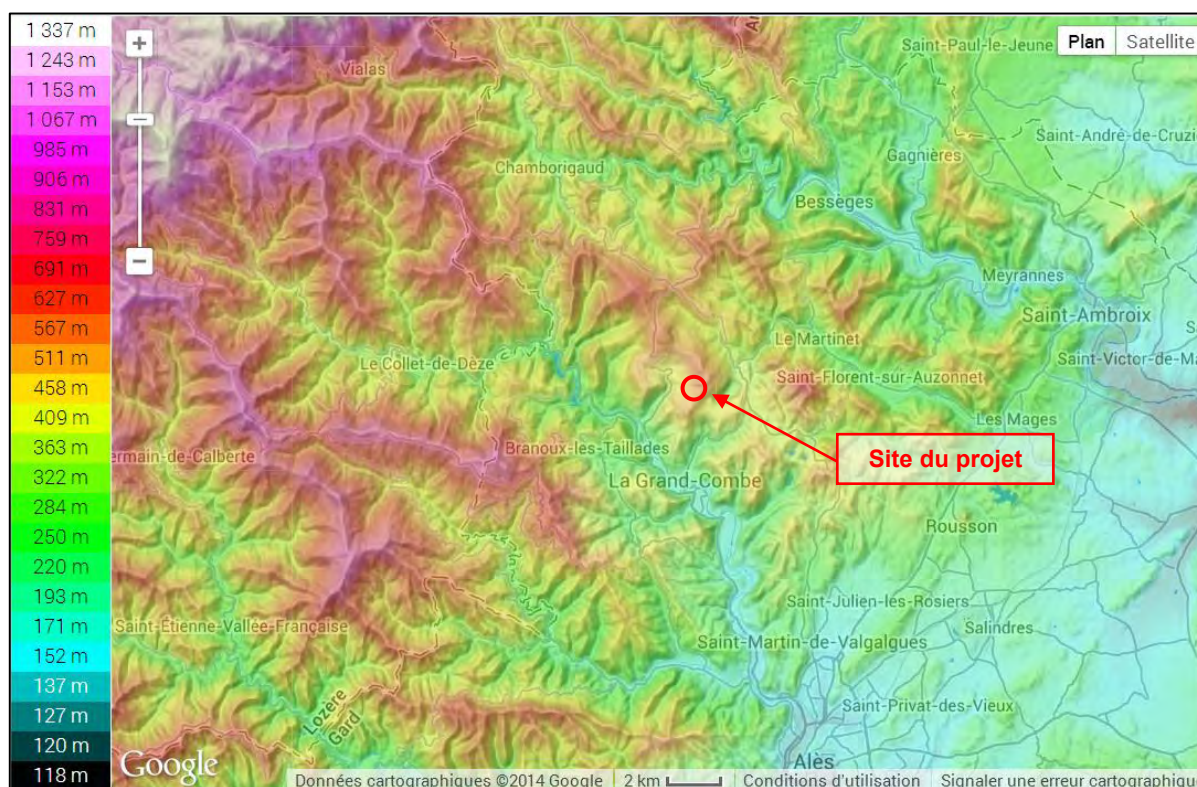 1 337 m
1 243 m
1 153 m
1 067 m
985 m
906 m
831 m
759 m
691 m
627 m
567 m
511 m
458 m
409 m
363 m
322 m
284 m
250 m
220 m
193 m
171 m
152 m
137 m
127 m
120 m
118 m
Saint-Paul-le-Jeune
Plan
Satellite
Vialas
Saint-André-de-Cruzi
Gagnières
Chamborigaud
Bessèges
Meyrannes
Saint-Ambroix
Le Martinet
Saint-Victor-de-Ma
Le Collet-de-Dèze
Saint-Florent-sur-Auzonnet
Les Mages
ermain-de-Calberte
Branoux-les-Taillades
Site du projet
La Grand-Combe
Rousson
Saint-Julien-les-Rosiers
Salindres
Saint-Étienne-Vallée-Française
Saint-Martin-de-Valgalgues
Lozère
Gard
Saint-Privat-des-Vieux
Alès
Google
Données cartographiques ©2014 Google
2 km
Conditions d'utilisation
Signaler une erreur cartographique